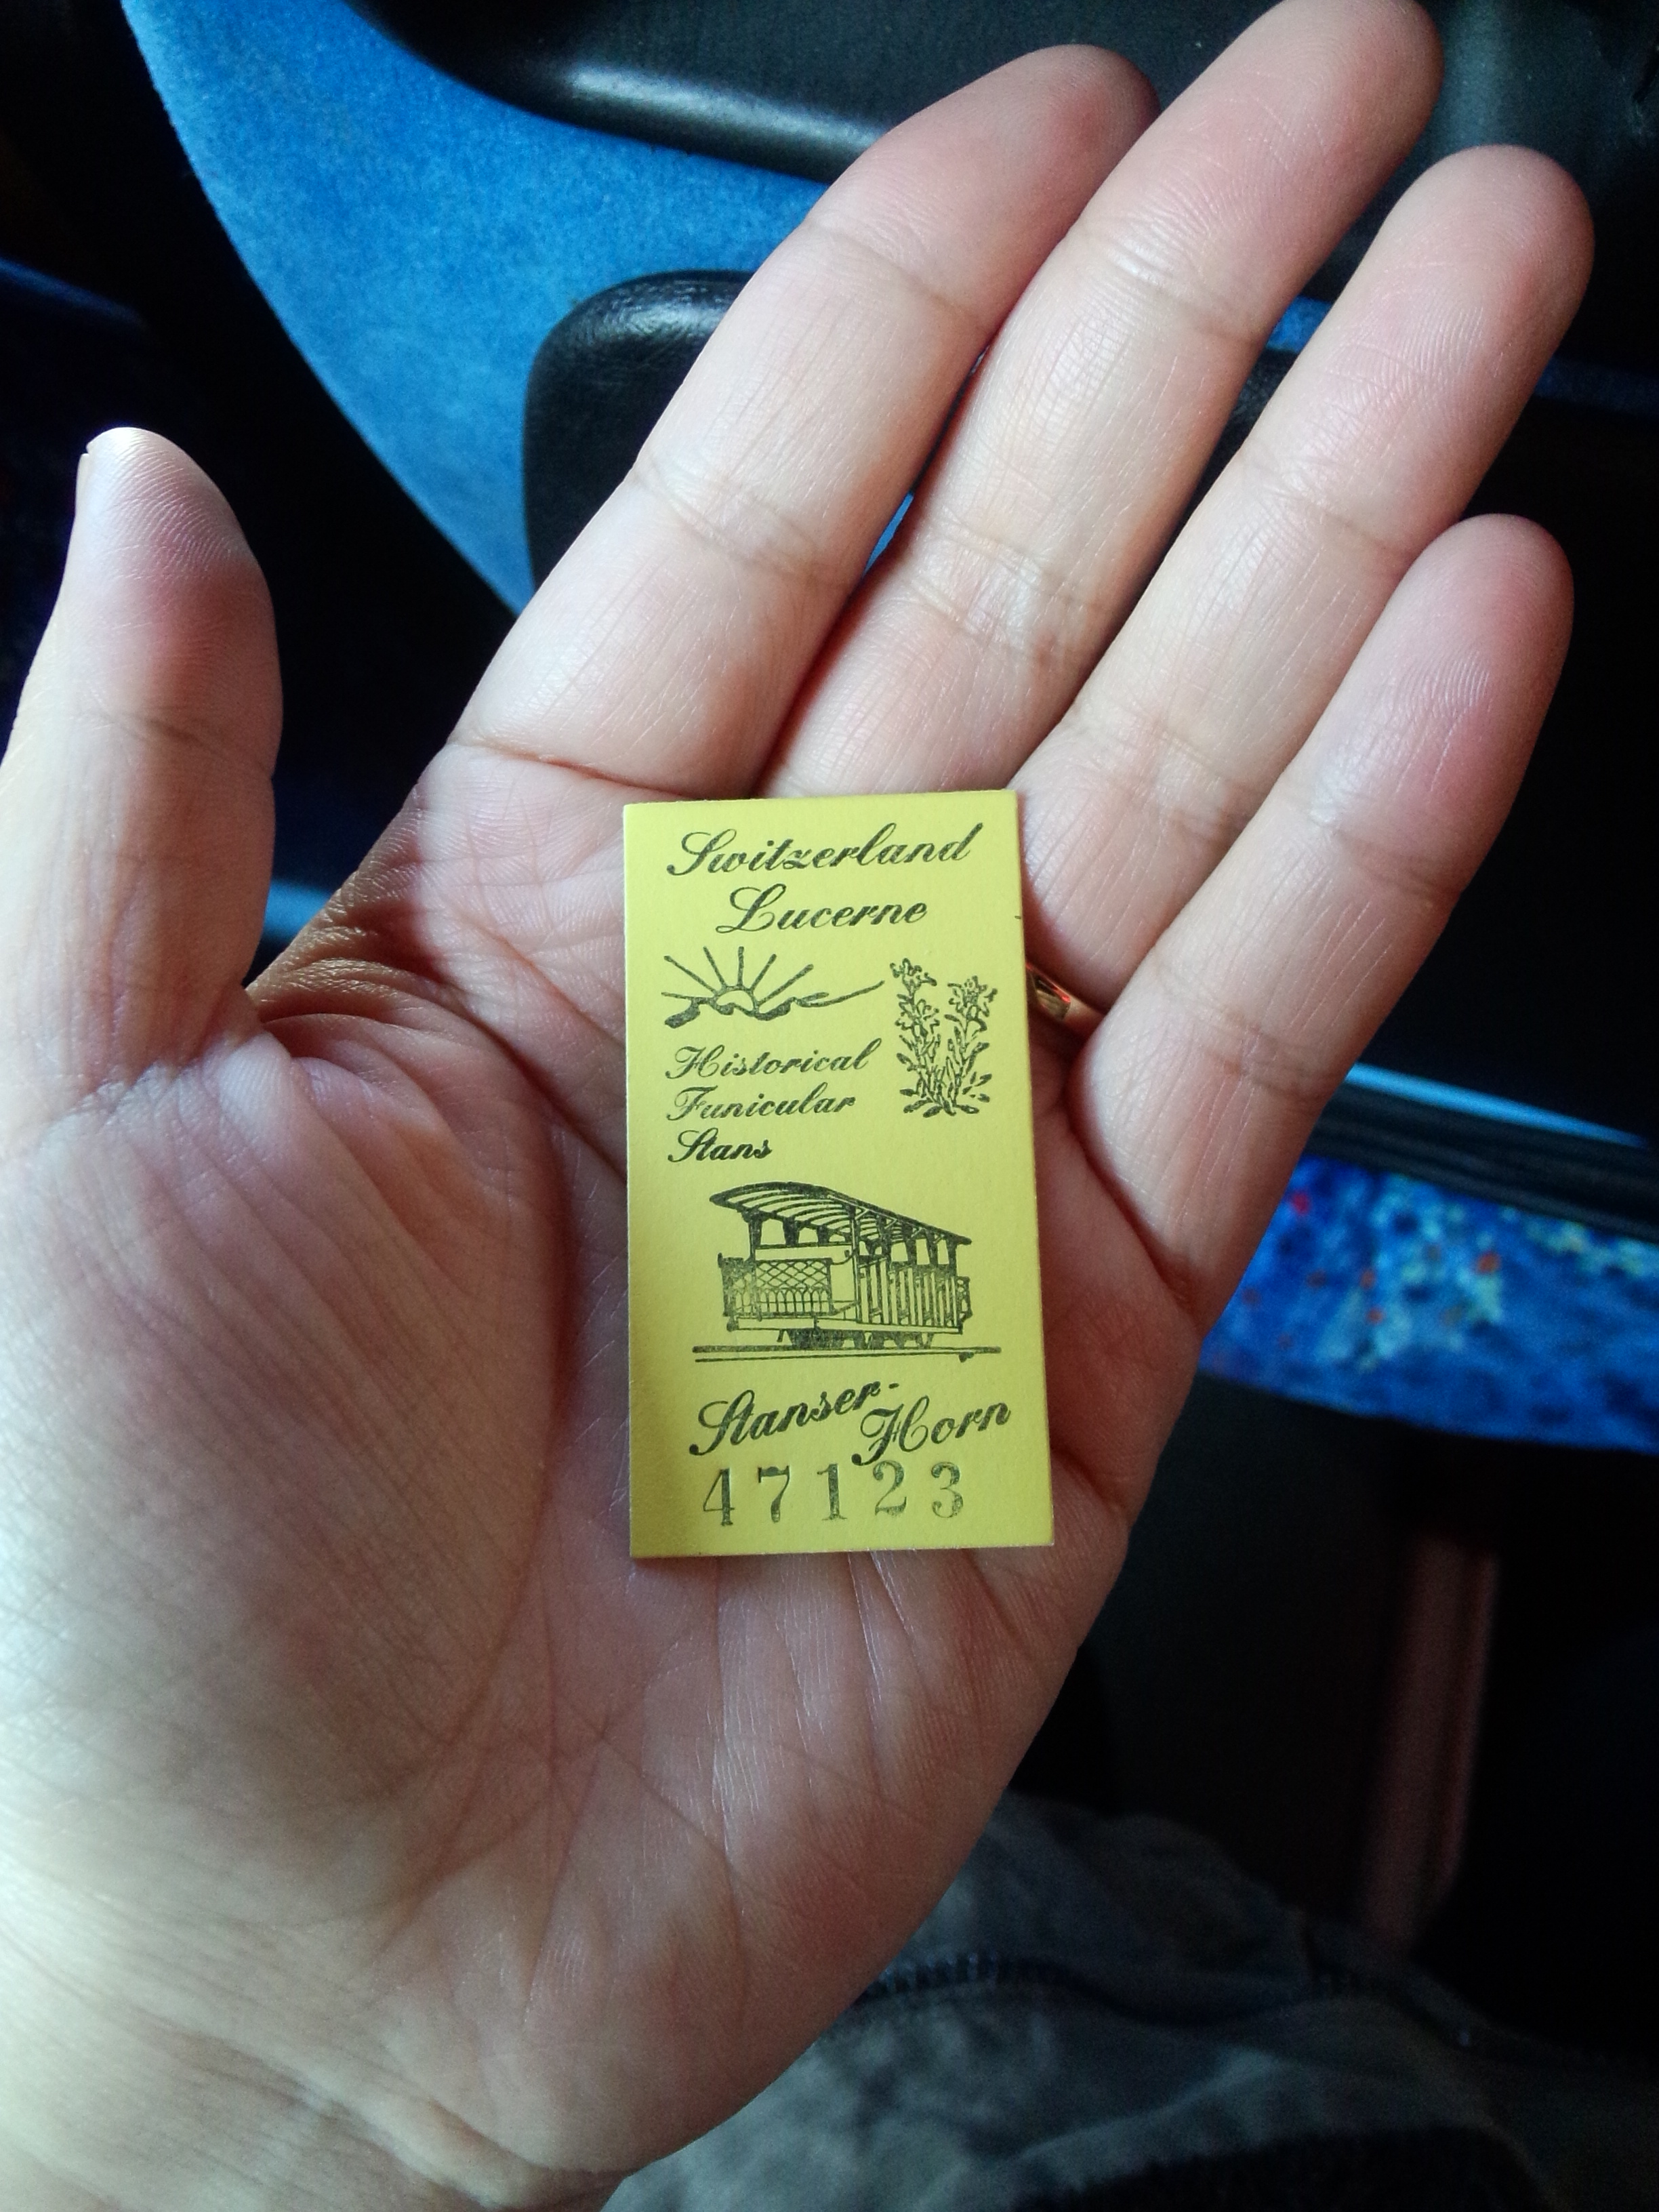 Switzerland
Lucerne
Historical
Funicular
Stans
Stanser-
Horn
47123